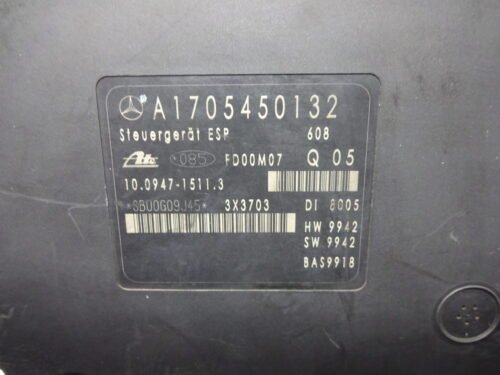 A1705450132
Steuergerät ESP 608
Ate 085 FD00M07 Q 05
10.0947-1511.3
*SBU0G09J45* 3X3703 DI 8005
HW 9942
SW 9942
BAS9918